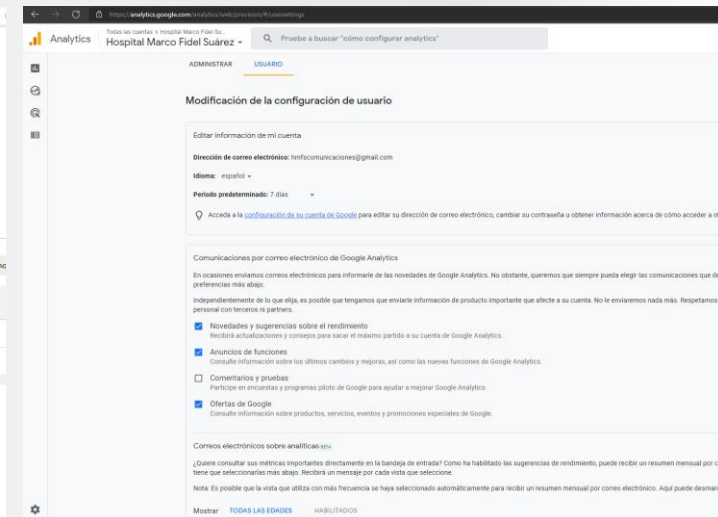 https://analytics.google.com/analytics/web/provision/#/usersettings
Analytics
Todas las cuentas > Hospital Marco Fidel Su...
Hospital Marco Fidel Suárez
Pruebe a buscar "cómo configurar analytics"
ADMINISTRAR USUARIO
Modificación de la configuración de usuario
Editar información de mi cuenta
Dirección de correo electrónico: hmfscomunicaciones@gmail.com
Idioma: español
Periodo predeterminado: 7 días
Acceda a la configuración de su cuenta de Google para editar su dirección de correo electrónico, cambiar su contraseña u obtener información acerca de cómo acceder a
Comunicaciones por correo electrónico de Google Analytics
En ocasiones enviamos correos electrónicos para informarle de las novedades de Google Analytics. No obstante, queremos que siempre pueda elegir las comunicaciones que
preferencias más abajo.
Independientemente de lo que elija, es posible que tengamos que enviarle información de producto importante que afecte a su cuenta. No le enviaremos nada más. Respetamos
personal con terceros ni partners.
Novedades y sugerencias sobre el rendimiento
Recibirá actualizaciones y consejos para sacar el máximo partido a su cuenta de Google Analytics.
Anuncios de funciones
Consulte información sobre los últimos cambios y mejoras, así como las nuevas funciones de Google Analytics.
Comentarios y pruebas
Participe en encuestas y programas piloto de Google para ayudar a mejorar Google Analytics.
Ofertas de Google
Consulte información sobre productos, servicios, eventos y promociones especiales de Google.
Correos electrónicos sobre analíticas BETA
¿Quiere consultar sus métricas importantes directamente en la bandeja de entrada? Como ha habilitado las sugerencias de rendimiento, puede recibir un resumen mensual por
tiene que seleccionarlas más abajo. Recibirá un mensaje por cada vista que seleccione.
Nota: Es posible que la vista que utiliza con más frecuencia se haya seleccionado automáticamente para recibir un resumen mensual por correo electrónico. Aquí puede
Mostrar TODAS LAS EDADES HABILITADOS